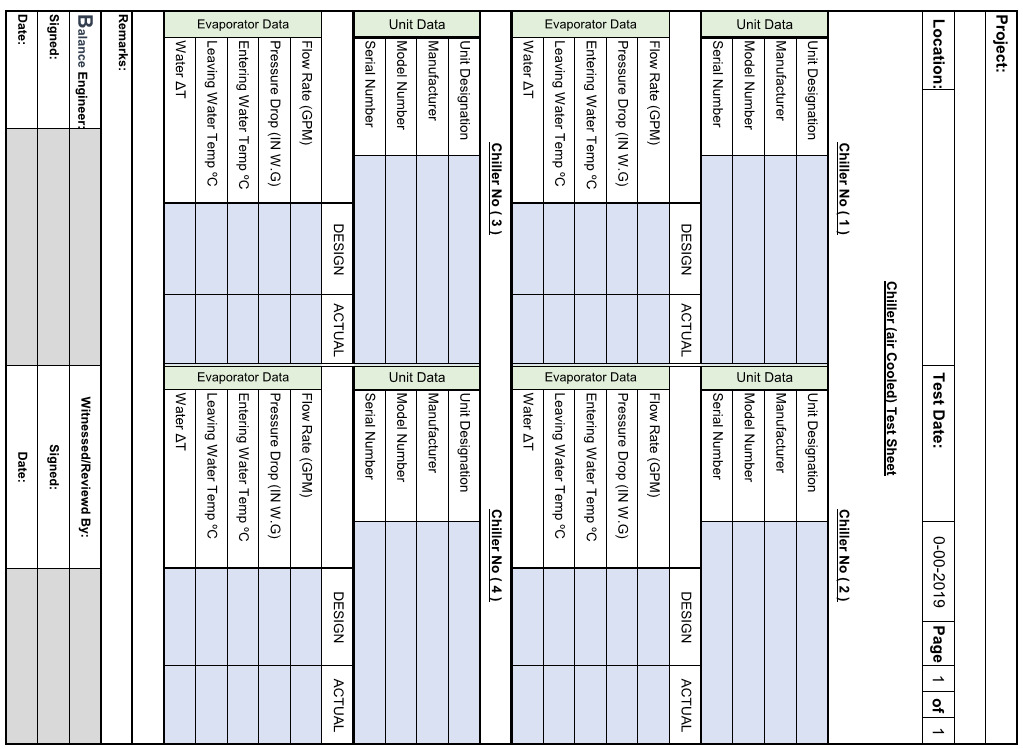 Project:
Location: Test Date: 0-00-2019 Page 1 of 1
Chiller (air Cooled) Test Sheet
Chiller No ( 1 ) Chiller No ( 2 )
Unit Data Unit Data
Unit Designation Unit Designation
Manufacturer Manufacturer
Model Number Model Number
Serial Number Serial Number
DESIGN ACTUAL DESIGN ACTUAL
Evaporator Data Evaporator Data
Flow Rate (GPM) Flow Rate (GPM)
Pressure Drop (IN W.G) Pressure Drop (IN W.G)
Entering Water Temp ºC Entering Water Temp ºC
Leaving Water Temp ºC Leaving Water Temp ºC
Water ΔT Water ΔT
Chiller No ( 3 ) Chiller No ( 4 )
Unit Data Unit Data
Unit Designation Unit Designation
Manufacturer Manufacturer
Model Number Model Number
Serial Number Serial Number
DESIGN ACTUAL DESIGN ACTUAL
Evaporator Data Evaporator Data
Flow Rate (GPM) Flow Rate (GPM)
Pressure Drop (IN W.G) Pressure Drop (IN W.G)
Entering Water Temp ºC Entering Water Temp ºC
Leaving Water Temp ºC Leaving Water Temp ºC
Water ΔT Water ΔT
Remarks:
Balance Engineer: Witnessed/Reviewd By:
Signed: Signed:
Date: Date: